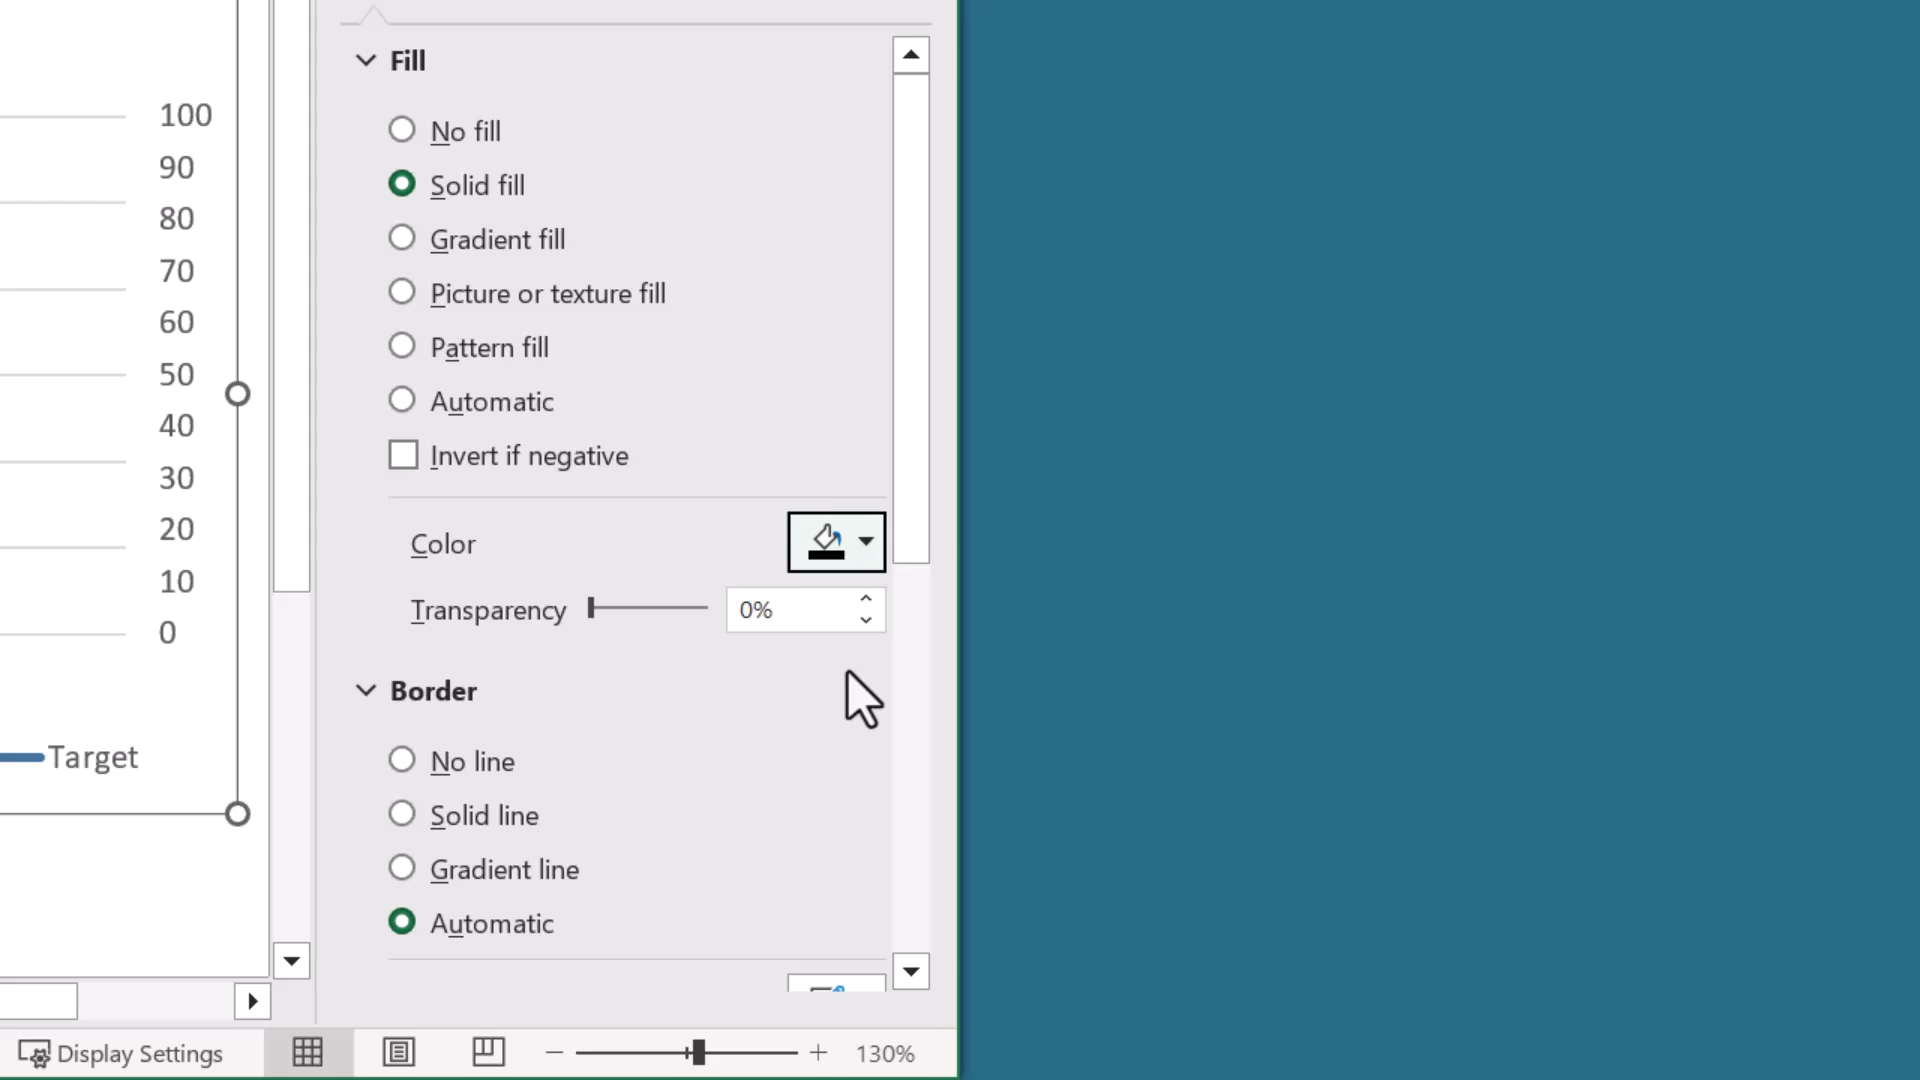 Fill
No fill
Solid fill
Gradient fill
Picture or texture fill
Pattern fill
Automatic
Invert if negative
Color
Transparency 0%
Border
No line
Solid line
Gradient line
Automatic
100
90
80
70
60
50
40
30
20
10
0
Target
Display Settings
130%